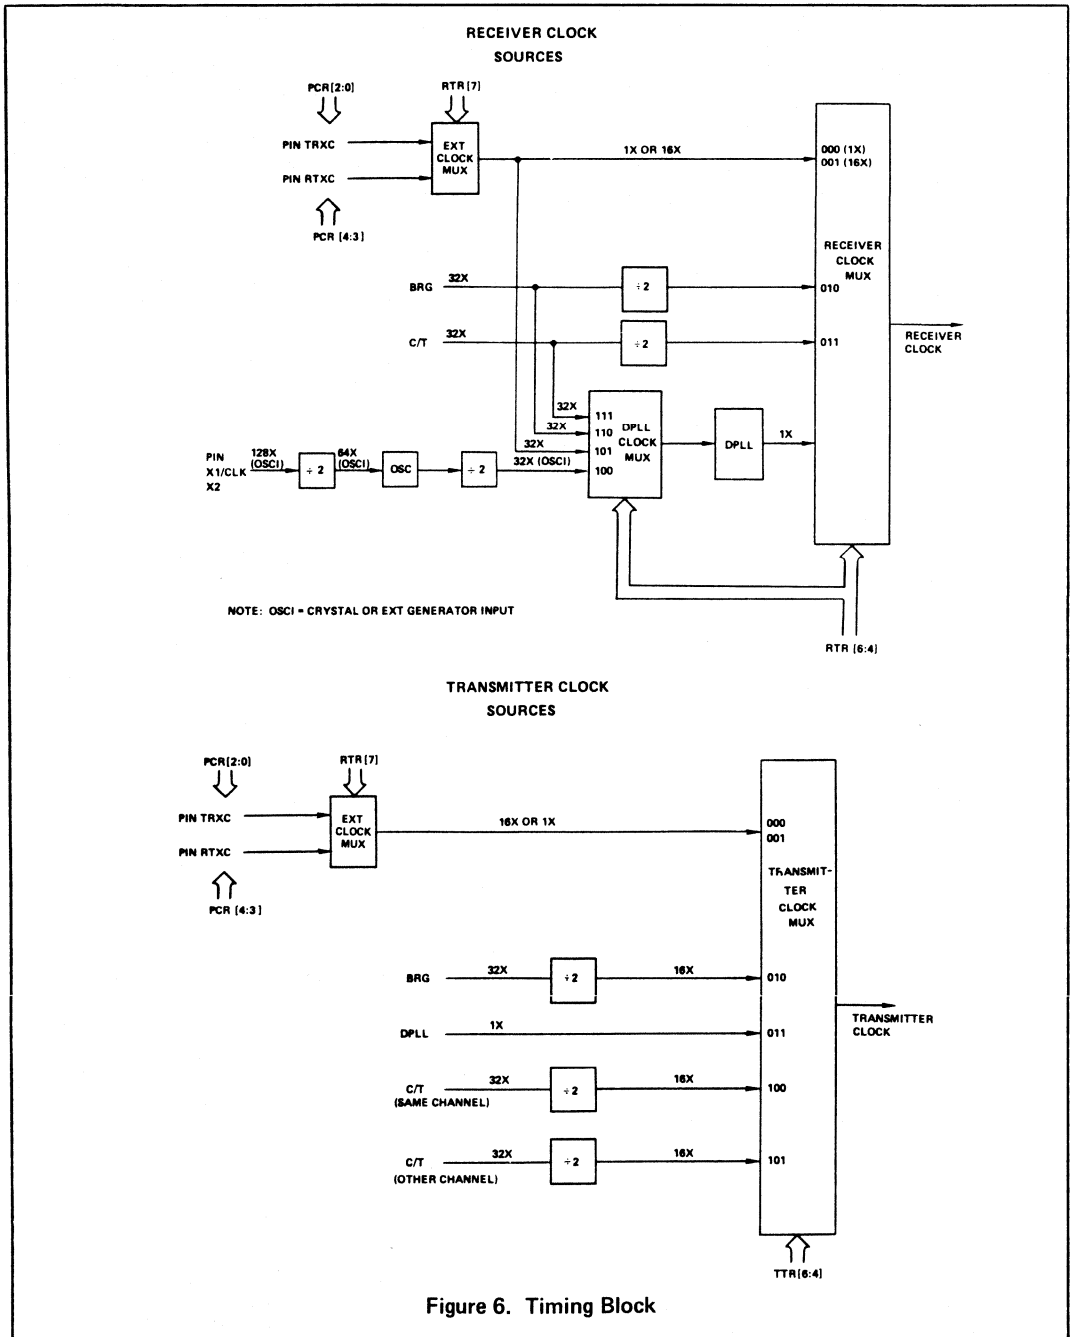 RECEIVER CLOCK
SOURCES
PCR[2:0]
RTR[7]
PIN TRXC
PIN RTXC
EXT
CLOCK
MUX
PCR [4:3]
1X OR 16X
000 (1X)
001 (16X)
RECEIVER
CLOCK
MUX
BRG
32X
÷2
010
C/T
32X
÷2
011
RECEIVER
CLOCK
32X
111
32X
110
32X
101
100
DPLL
CLOCK
MUX
DPLL
1X
PIN
X1/CLK
X2
128X
(OSCI)
÷ 2
64X
(OSCI)
OSC
÷ 2
32X (OSCI)
NOTE: OSCI = CRYSTAL OR EXT GENERATOR INPUT
RTR [6:4]
TRANSMITTER CLOCK
SOURCES
PCR[2:0]
RTR[7]
PIN TRXC
PIN RTXC
EXT
CLOCK
MUX
PCR [4:3]
16X OR 1X
000
001
TRANSMIT-
TER
CLOCK
MUX
BRG
32X
÷2
16X
010
DPLL
1X
011
TRANSMITTER
CLOCK
C/T
(SAME CHANNEL)
32X
÷2
16X
100
C/T
(OTHER CHANNEL)
32X
÷2
16X
101
TTR[6:4]
Figure 6. Timing Block